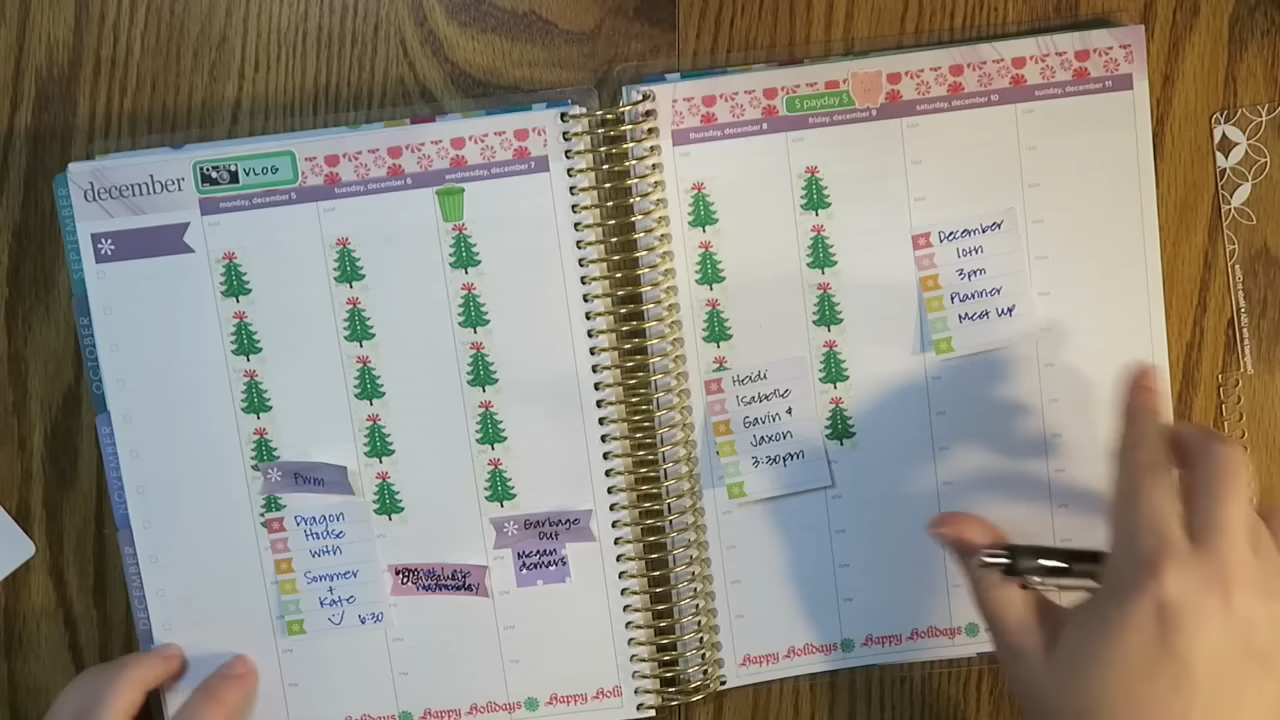 december
VLOG
monday, december 5
tuesday, december 6
wednesday, december 7
PWM
Dragon
House
with
Sommer
+
Kate
6:30
Garbage
Out
Megan
demars
Happy Holidays
Happy Holi
$ payday $
thursday, december 8
friday, december 9
saturday, december 10
sunday, december 11
Heidi
Isabelle
Gavin &
Jaxon
3:30pm
December
10th
3pm
Planner
Meet Up
Happy Holidays
Happy Holidays
SEPTEMBER
OCTOBER
NOVEMBER
DECEMBER